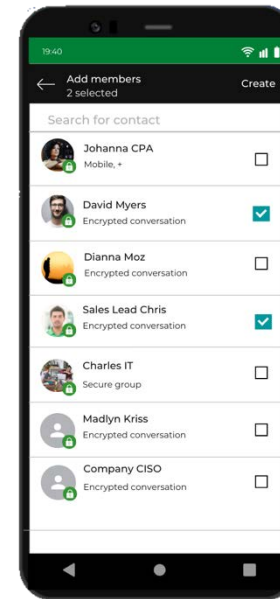 19:40
Add members
2 selected
Create
Search for contact
Johanna CPA
Mobile, +
David Myers
Encrypted conversation
Dianna Moz
Encrypted conversation
Sales Lead Chris
Encrypted conversation
Charles IT
Secure group
Madlyn Kriss
Encrypted conversation
Company CISO
Encrypted conversation